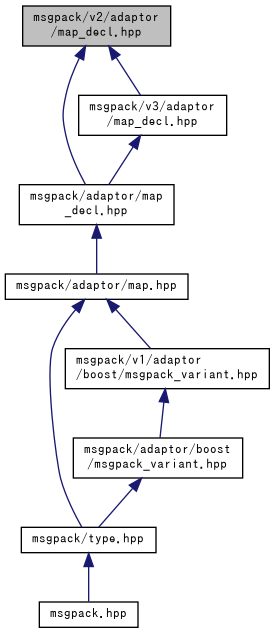 msgpack/v2/adaptor
/map_decl.hpp
msgpack/v3/adaptor
/map_decl.hpp
msgpack/adaptor/map
_decl.hpp
msgpack/adaptor/map.hpp
msgpack/v1/adaptor
/boost/msgpack_variant.hpp
msgpack/adaptor/boost
/msgpack_variant.hpp
msgpack/type.hpp
msgpack.hpp